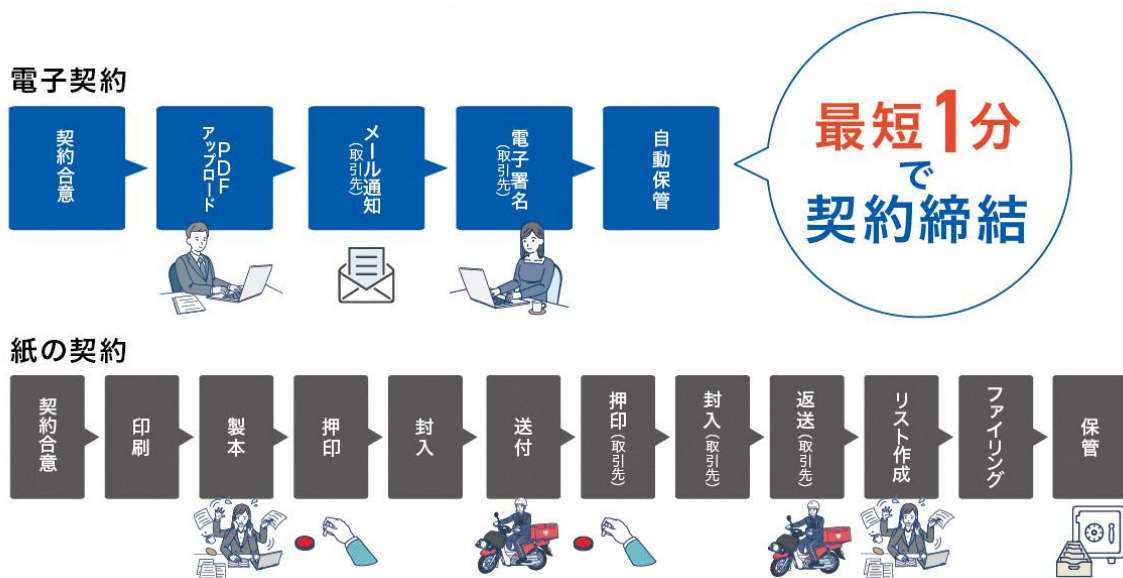 電子契約
契約合意
PDF
アップロード
メール通知
(取引先)
電子署名
(取引先)
自動保管
最短1分
で
契約締結
紙の契約
契約合意
印刷
製本
押印
封入
送付
押印(取引先)
封入(取引先)
返送(取引先)
リスト作成
ファイリング
保管